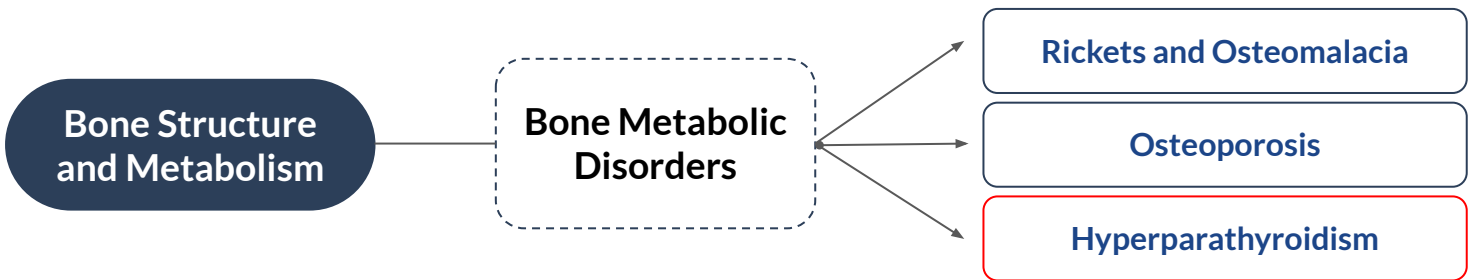 Bone Structure
and Metabolism
Bone Metabolic
Disorders
Rickets and Osteomalacia
Osteoporosis
Hyperparathyroidism